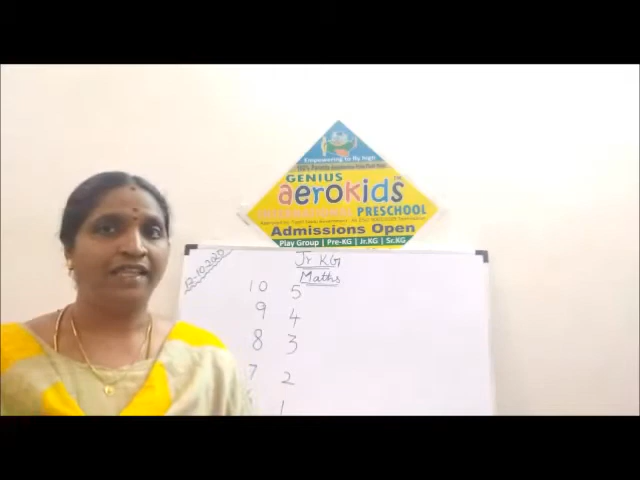 Empowering to fly high
GENIUS
aeroKids
PRESCHOOL
Admissions Open
Play Group | Pre-KG | Jr.KG | Sr.KG
12.10.2020
Jr KG
Maths
10 5
9 4
8 3
7 2
1